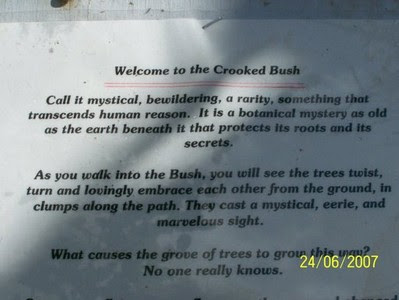 Welcome to the Crooked Bush
Call it mystical, bewildering, a rarity, something that
transcends human reason. It is a botanical mystery as old
as the earth beneath it that protects its roots and its
secrets.
As you walk into the Bush, you will see the trees twist,
turn and lovingly embrace each other from the ground, in
clumps along the path. They cast a mystical, eerie, and
marvelous sight.
What causes the grove of trees to grow this way?
No one really knows.
24/06/2007